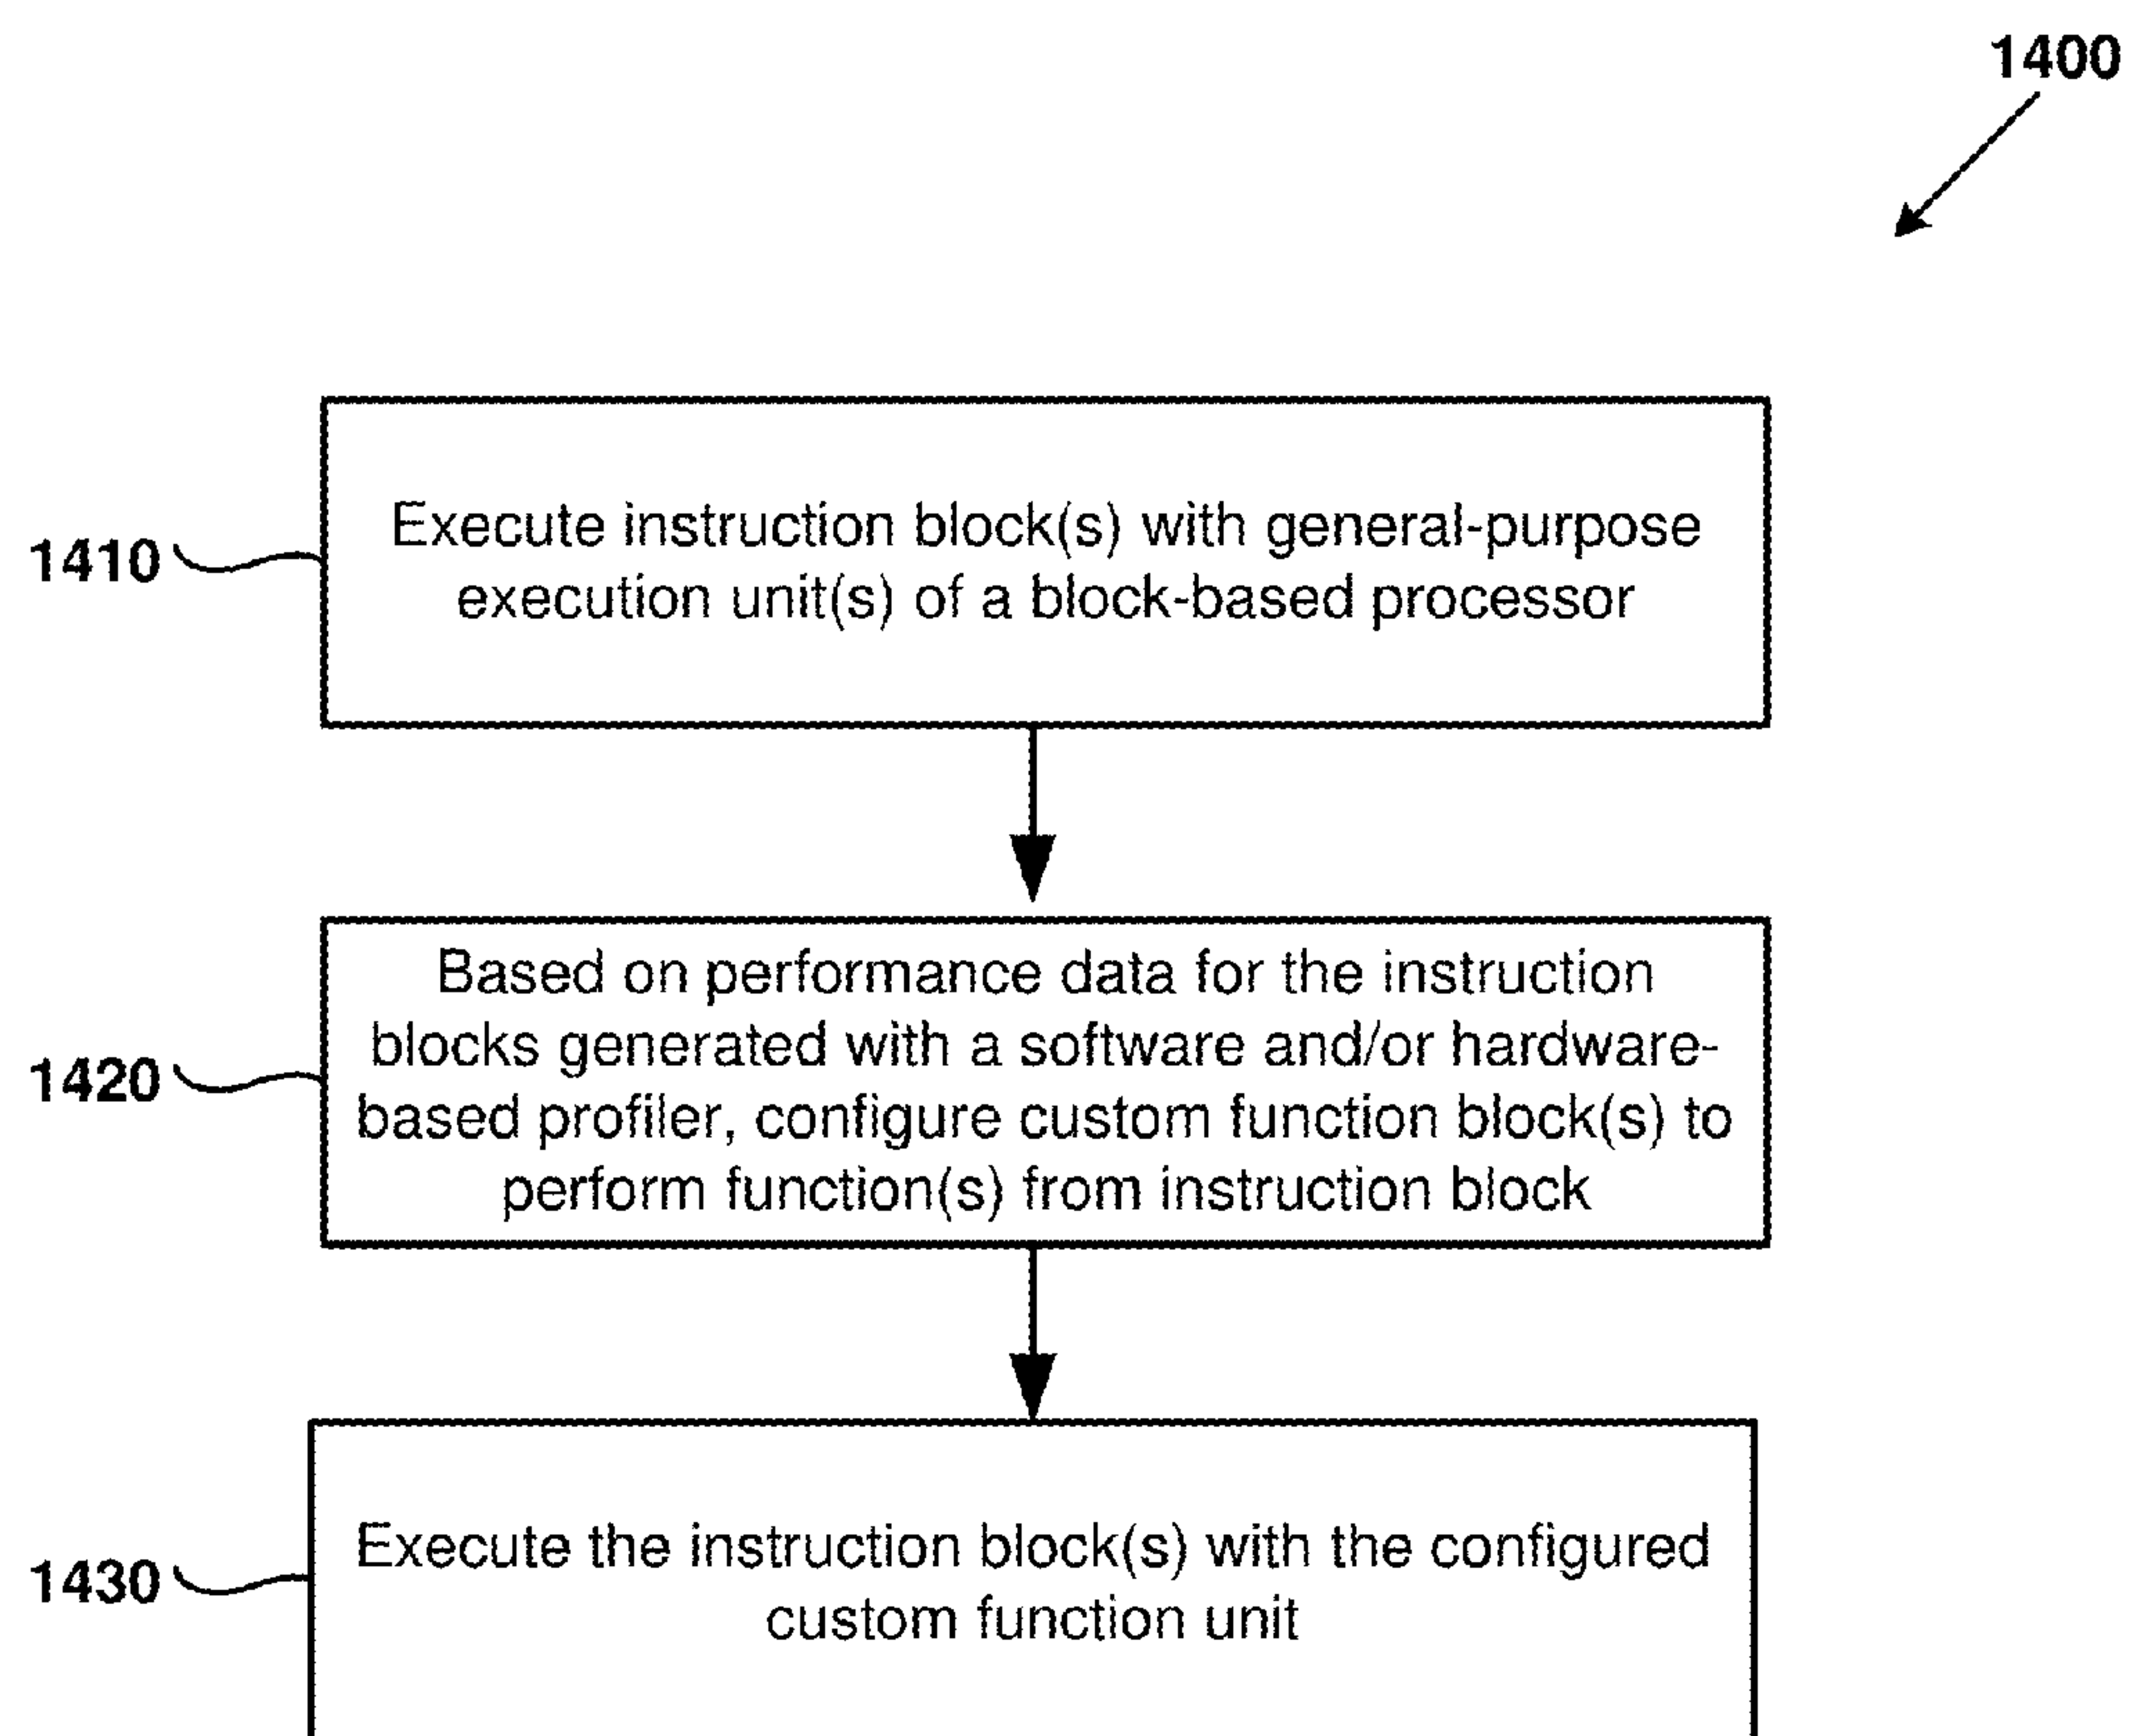 1400
1410
Execute instruction block(s) with general-purpose
execution unit(s) of a block-based processor
1420
Based on performance data for the instruction
blocks generated with a software and/or hardware-
based profiler, configure custom function block(s) to
perform function(s) from instruction block
1430
Execute the instruction block(s) with the configured
custom function unit